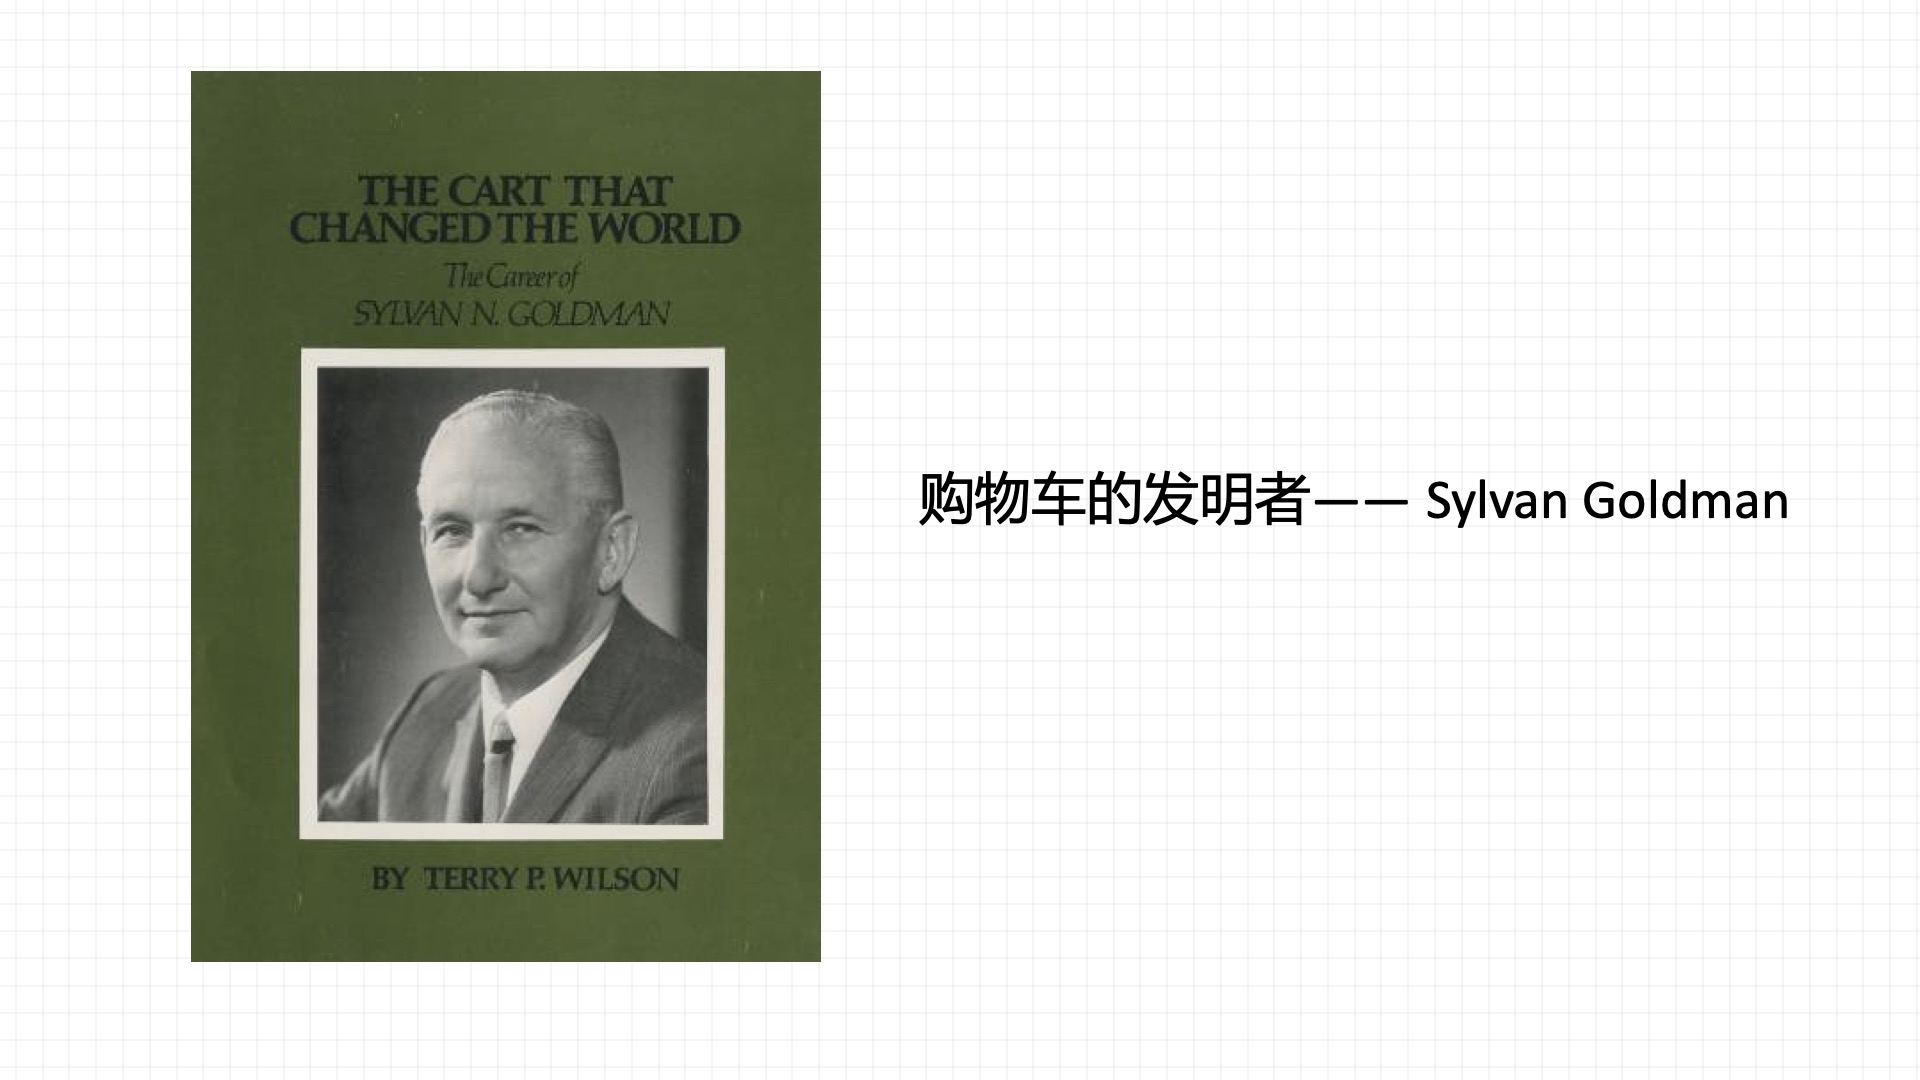 THE CART THAT
CHANGED THE WORLD
The Career of
SYLVAN N. GOLDMAN
BY TERRY P. WILSON
购物车的发明者—— Sylvan Goldman